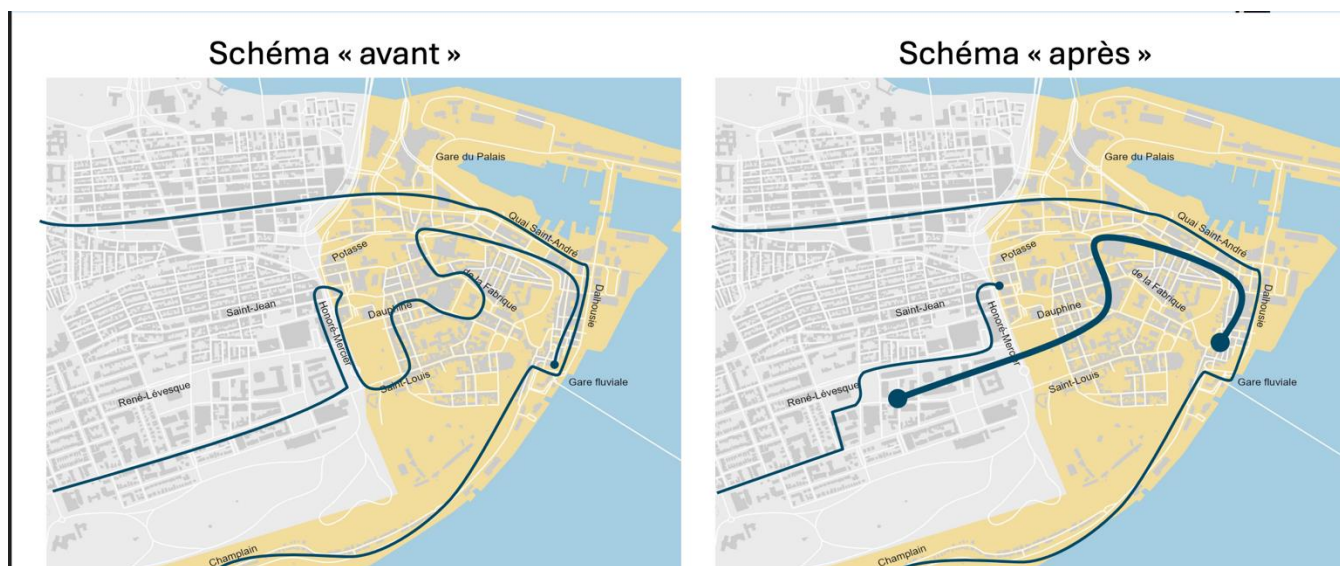 Schéma « avant »
Gare du Palais
Quai Saint-André
Potasse
de la Fabrique
Saint-Jean
Honoré-Mercier
Dauphine
Dalhousie
Saint-Louis
Gare fluviale
René-Lévesque
Champlain
Schéma « après »
Gare du Palais
Quai Saint-André
Potasse
de la Fabrique
Saint-Jean
Honoré-Mercier
Dauphine
Dalhousie
Saint-Louis
Gare fluviale
René-Lévesque
Champlain